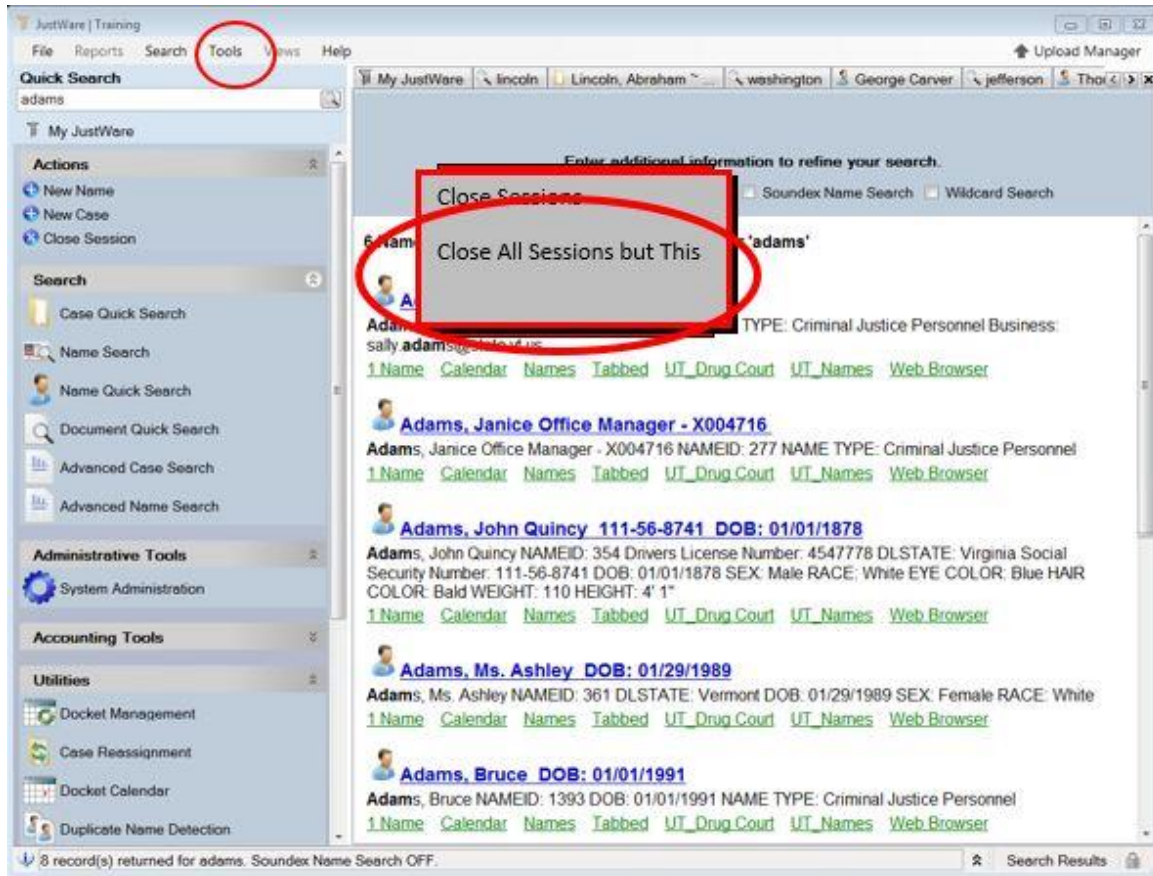 JustWare | Training
File Reports Search Tools Views Help
Upload Manager
Quick Search
adams
My JustWare
Actions
New Name
New Case
Close Session
Search
Case Quick Search
Name Search
Name Quick Search
Document Quick Search
Advanced Case Search
Advanced Name Search
Administrative Tools
System Administration
Accounting Tools
Utilities
Docket Management
Case Reassignment
Docket Calendar
Duplicate Name Detection
My JustWare lincoln Lincoln, Abraham ~ ... washington George Carver jefferson Tho
Enter additional information to refine your search.
Soundex Name Search Wildcard Search
Close Sessions
Close All Sessions but This
6 Nam 'adams'
TYPE: Criminal Justice Personnel Business:
sally.adams@state.vt.us
1 Name Calendar Names Tabbed UT_Drug Court UT_Names Web Browser
Adams, Janice Office Manager - X004716
Adams, Janice Office Manager - X004716 NAMEID: 277 NAME TYPE: Criminal Justice Personnel
1 Name Calendar Names Tabbed UT_Drug Court UT_Names Web Browser
Adams, John Quincy 111-56-8741 DOB: 01/01/1878
Adams, John Quincy NAMEID: 354 Drivers License Number: 4547778 DLSTATE: Virginia Social
Security Number: 111-56-8741 DOB: 01/01/1878 SEX: Male RACE: White EYE COLOR: Blue HAIR
COLOR: Bald WEIGHT: 110 HEIGHT: 4' 1"
1 Name Calendar Names Tabbed UT_Drug Court UT_Names Web Browser
Adams, Ms. Ashley DOB: 01/29/1989
Adams, Ms. Ashley NAMEID: 361 DLSTATE: Vermont DOB: 01/29/1989 SEX: Female RACE: White
1 Name Calendar Names Tabbed UT_Drug Court UT_Names Web Browser
Adams, Bruce DOB: 01/01/1991
Adams, Bruce NAMEID: 1393 DOB: 01/01/1991 NAME TYPE: Criminal Justice Personnel
1 Name Calendar Names Tabbed UT_Drug Court UT_Names Web Browser
8 record(s) returned for adams. Soundex Name Search OFF.
Search Results